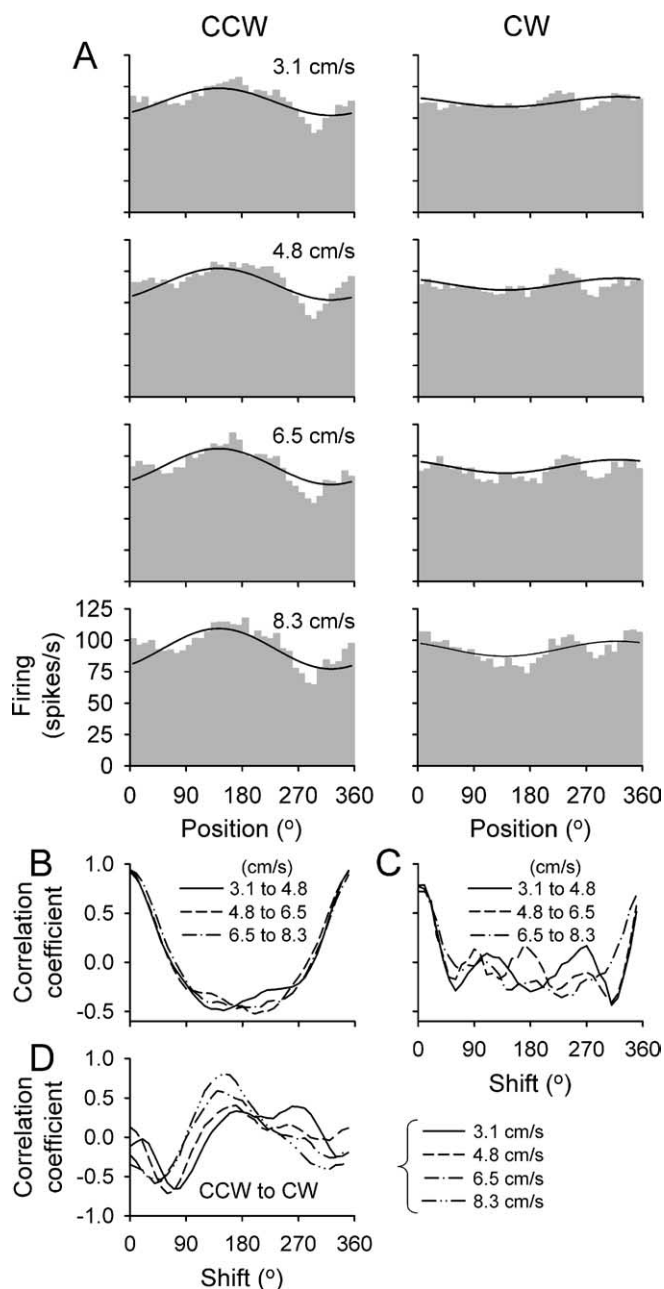 CCW CW
A
3.1 cm/s
4.8 cm/s
6.5 cm/s
8.3 cm/s
125
100
75
50
25
0
Firing
(spikes/s)
0 90 180 270 360
0 90 180 270 360
Position (º)
Position (º)
B
1.0
0.5
0.0
-0.5
Correlation
coefficient
(cm/s)
3.1 to 4.8
4.8 to 6.5
6.5 to 8.3
C
(cm/s)
3.1 to 4.8
4.8 to 6.5
6.5 to 8.3
0 90 180 270 360
Shift (º)
D
1.0
0.5
0.0
-0.5
-1.0
Correlation
coefficient
CCW to CW
0 90 180 270 360
Shift (º)
3.1 cm/s
4.8 cm/s
6.5 cm/s
8.3 cm/s